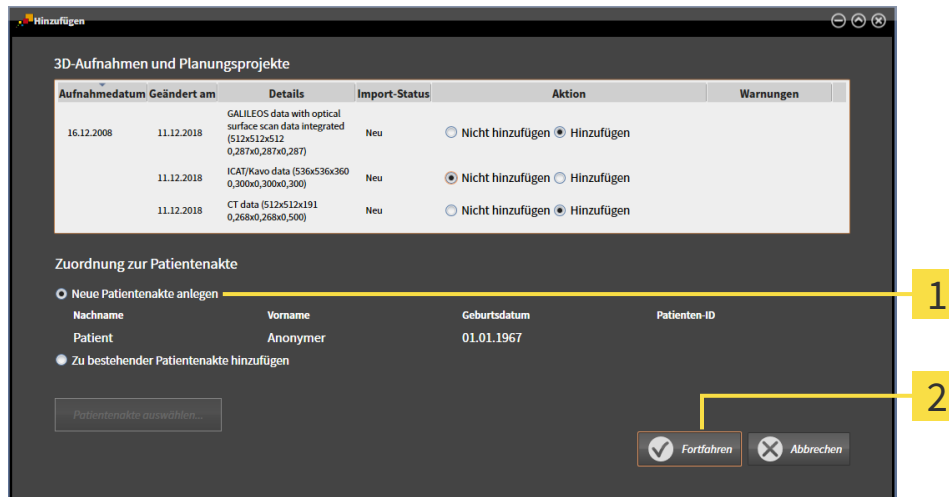 Hinzufügen
3D-Aufnahmen und Planungsprojekte
Aufnahmedatum Geändert am Details Import-Status Aktion Warnungen
16.12.2008 11.12.2018 GALILEOS data with optical
surface scan data integrated
(512x512x512
0,287x0,287x0,287) Neu Nicht hinzufügen Hinzufügen
11.12.2018 ICAT/Kavo data (536x536x360
0,300x0,300x0,300) Neu Nicht hinzufügen Hinzufügen
11.12.2018 CT data (512x512x191
0,268x0,268x0,500) Neu Nicht hinzufügen Hinzufügen
Zuordnung zur Patientenakte
Neue Patientenakte anlegen
1
Nachname Vorname Geburtsdatum Patienten-ID
Patient Anonymer 01.01.1967
Zu bestehender Patientenakte hinzufügen
2
Patientenakte auswählen...
Fortfahren Abbrechen